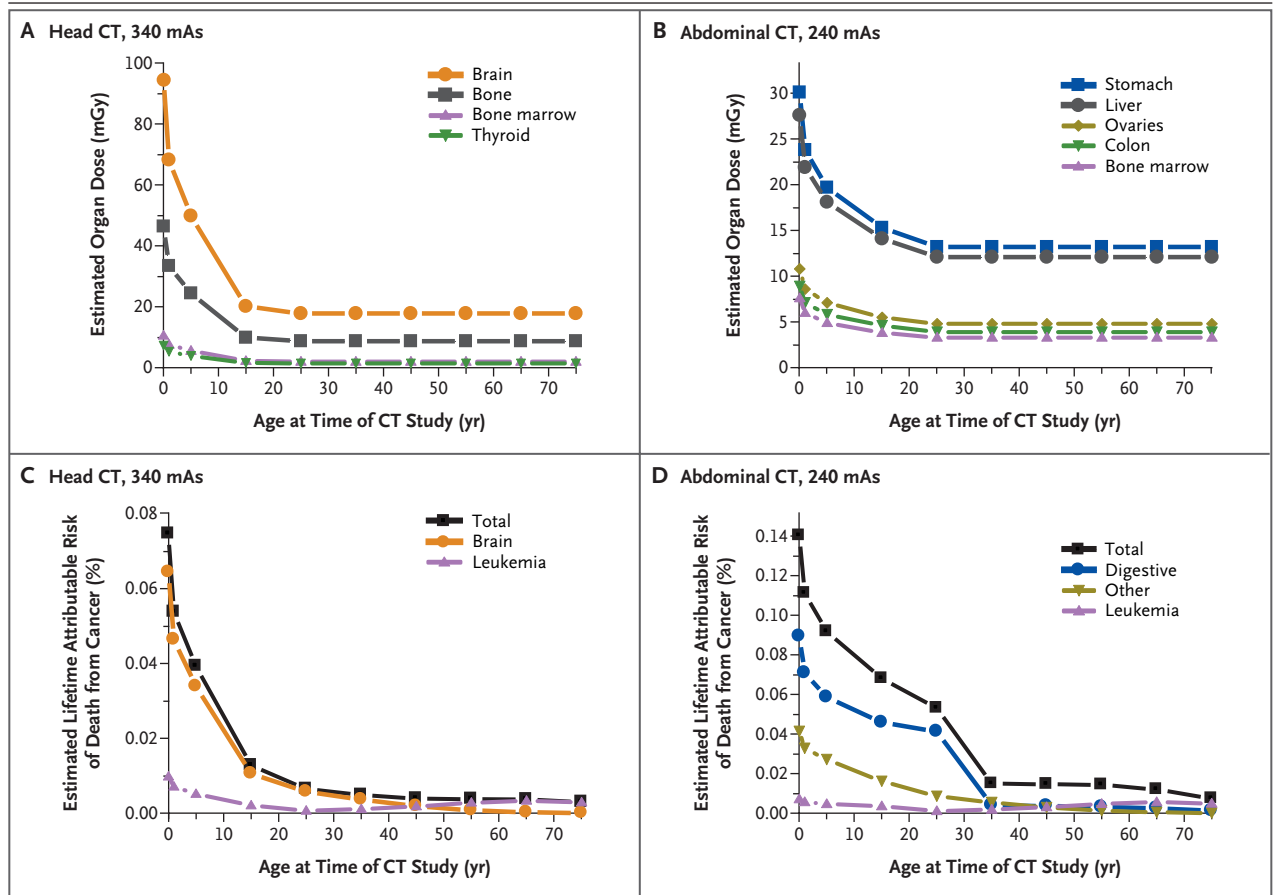 A Head CT, 340 mAs
Estimated Organ Dose (mGy)
100
80
60
40
20
0
Brain
Bone
Bone marrow
Thyroid
0 10 20 30 40 50 60 70
Age at Time of CT Study (yr)
B Abdominal CT, 240 mAs
Estimated Organ Dose (mGy)
30
25
20
15
10
5
0
Stomach
Liver
Ovaries
Colon
Bone marrow
0 10 20 30 40 50 60 70
Age at Time of CT Study (yr)
C Head CT, 340 mAs
Estimated Lifetime Attributable Risk
of Death from Cancer (%)
0.08
0.06
0.04
0.02
0.00
Total
Brain
Leukemia
0 10 20 30 40 50 60 70
Age at Time of CT Study (yr)
D Abdominal CT, 240 mAs
Estimated Lifetime Attributable Risk
of Death from Cancer (%)
0.14
0.12
0.10
0.08
0.06
0.04
0.02
0.00
Total
Digestive
Other
Leukemia
0 10 20 30 40 50 60 70
Age at Time of CT Study (yr)